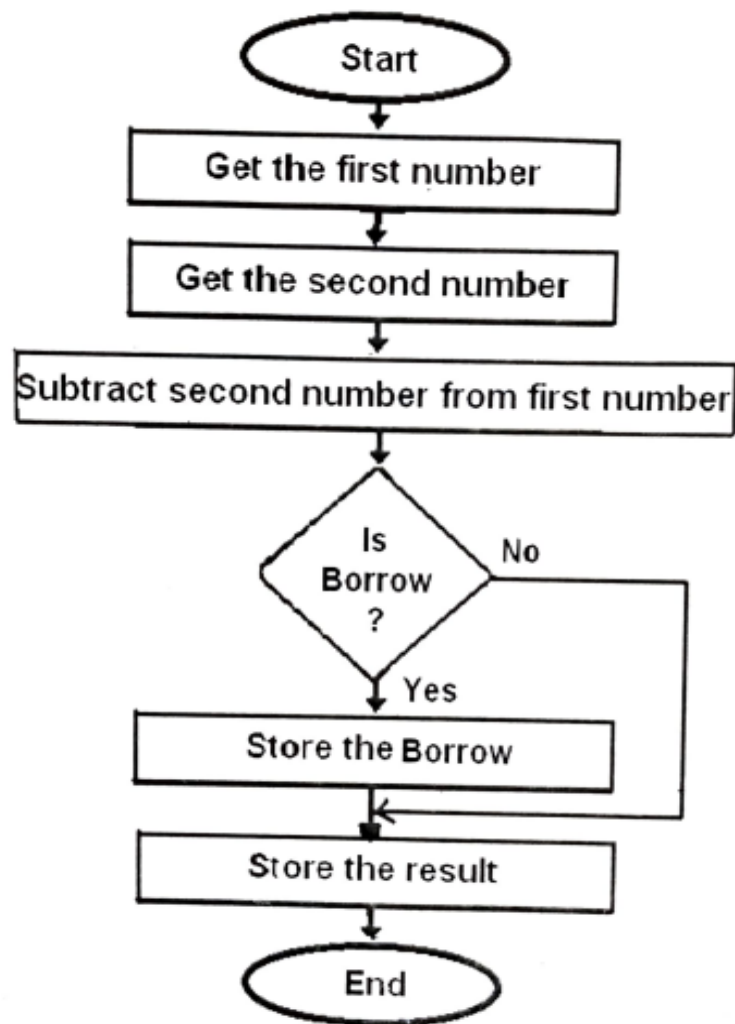 Start
Get the first number
Get the second number
Subtract second number from first number
Is
Borrow
?
No
Yes
Store the Borrow
Store the result
End